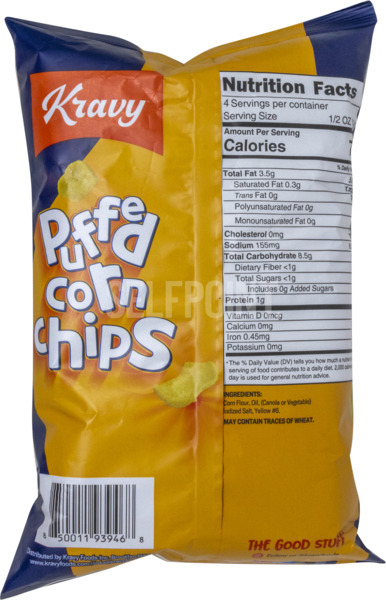 Kravy
Puffed
corn
chips
SELFPOINT
Nutrition Facts
4 Servings per container
Serving Size 1/2 OZ
Amount Per Serving
Calories
% Daily
Total Fat 3.5g
Saturated Fat 0.3g
Trans Fat 0g
Polyunsaturated Fat 0g
Monounsaturated Fat 0g
Cholesterol 0mg
Sodium 155mg
Total Carbohydrate 8.5g
Dietary Fiber <1g
Total Sugars <1g
Includes 0g Added Sugars
Protein 1g
Vitamin D 0mcg
Calcium 0mg
Iron 0.45mg
Potassium 0mg
*The % Daily Value (DV) tells you how much a
serving of food contributes to a daily diet. 2,000
day is used for general nutrition advice.
INGREDIENTS:
Corn Flour, Oil, (Canola or Vegetable)
Iodized Salt, Yellow #6.
MAY CONTAIN TRACES OF WHEAT.
8 50011 93946 8
Distributed by Kravy Foods, Inc.
www.kravyfoods.com
THE GOOD STUFF